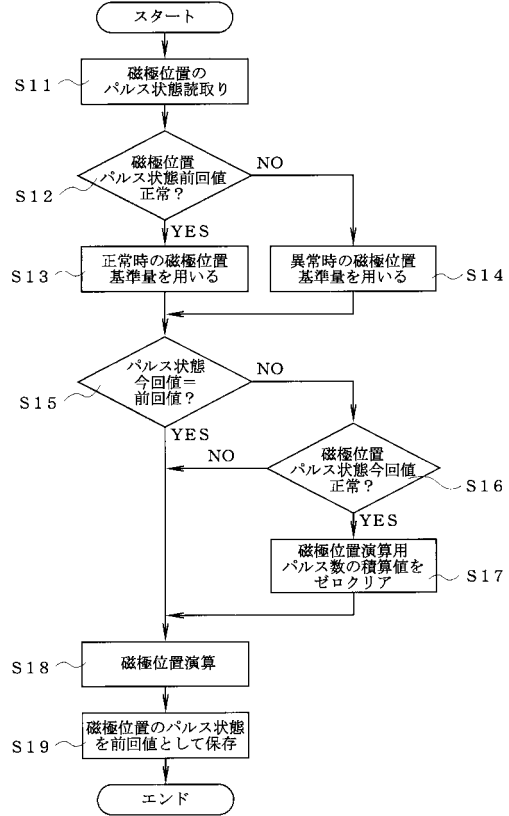 スタート
S11
磁極位置の
パルス状態読取り
S12
磁極位置
パルス状態前回値
正常?
NO
YES
S13
正常時の磁極位置
基準量を用いる
異常時の磁極位置
基準量を用いる
S14
S15
パルス状態
今回値=
前回値?
NO
YES
磁極位置
パルス状態今回値
正常?
S16
NO
YES
磁極位置演算用
パルス数の積算値を
ゼロクリア
S17
S18
磁極位置演算
S19
磁極位置のパルス状態
を前回値として保存
エンド